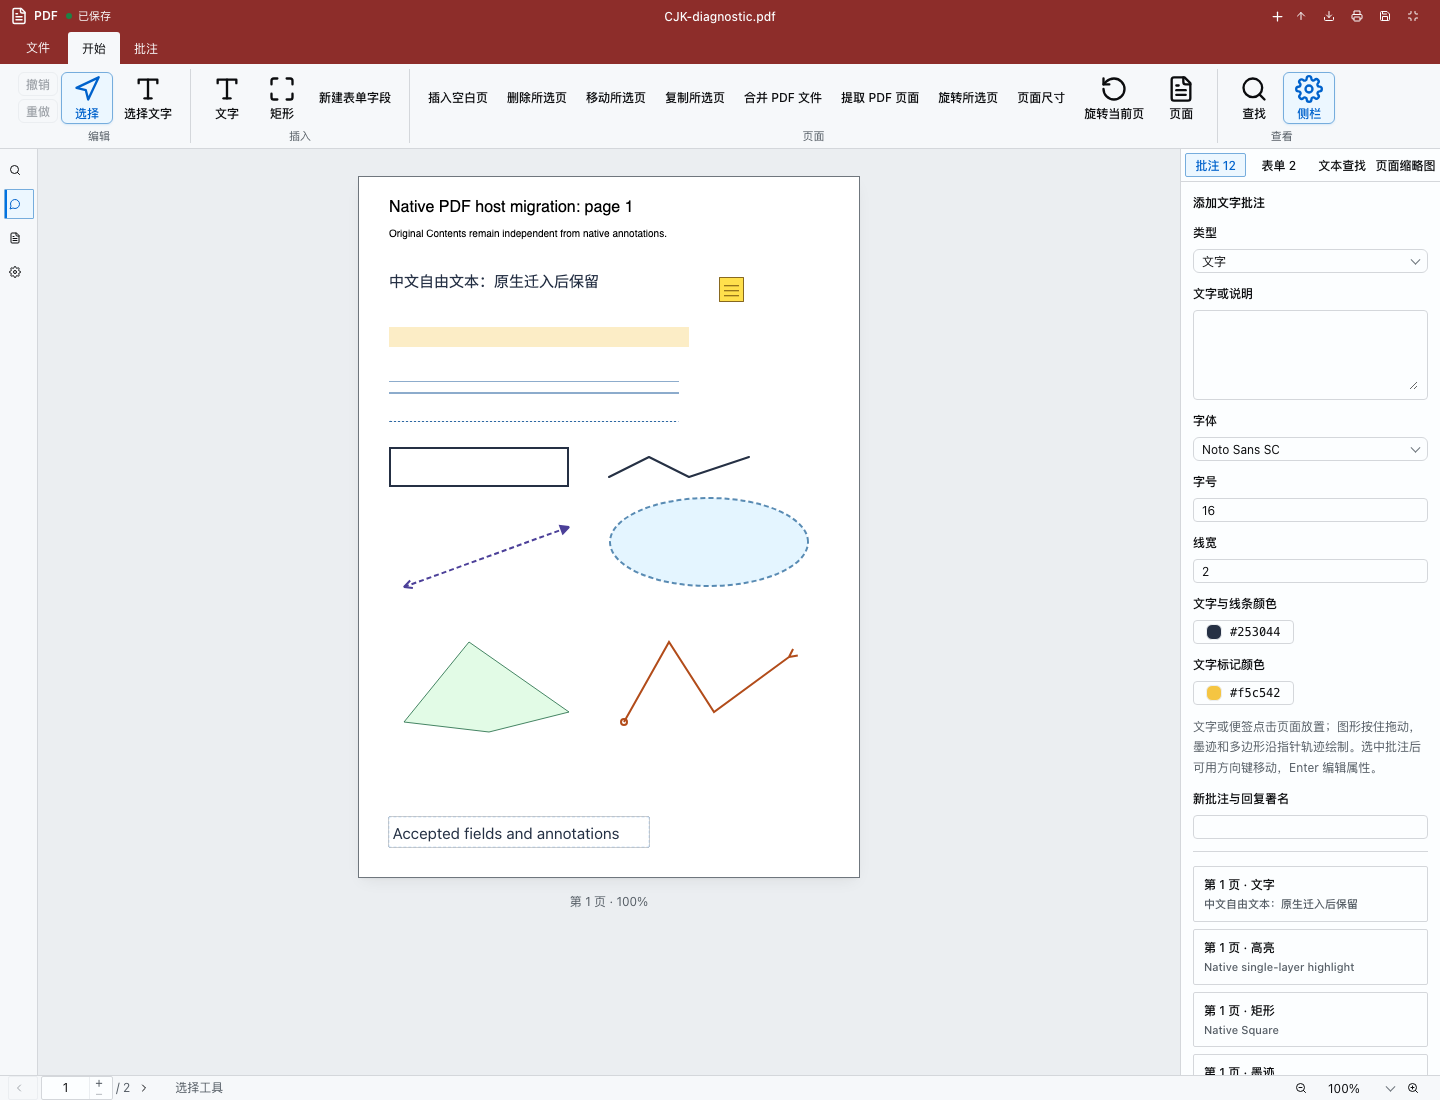 PDF 已保存
CJK-diagnostic.pdf
文件 开始 批注
撤销
重做
选择
选择文字
编辑
文字
矩形
新建表单字段
插入
插入空白页
删除所选页
移动所选页
复制所选页
合并 PDF 文件
提取 PDF 页面
旋转所选页
页面尺寸
旋转当前页
页面
页面
查找
侧栏
查看
Native PDF host migration: page 1
Original Contents remain independent from native annotations.
中文自由文本：原生迁入后保留
Accepted fields and annotations
第 1 页 · 100%
批注 12
表单 2
文本查找
页面缩略图
添加文字批注
类型
文字
文字或说明
字体
Noto Sans SC
字号
16
线宽
2
文字与线条颜色
#253044
文字标记颜色
#f5c542
文字或便签点击页面放置；图形按住拖动，
墨迹和多边形沿指针轨迹绘制。选中批注后
可用方向键移动，Enter 编辑属性。
新批注与回复署名
第 1 页 · 文字
中文自由文本：原生迁入后保留
第 1 页 · 高亮
Native single-layer highlight
第 1 页 · 矩形
Native Square
第 1 页 · 墨迹
1 / 2
选择工具
100%